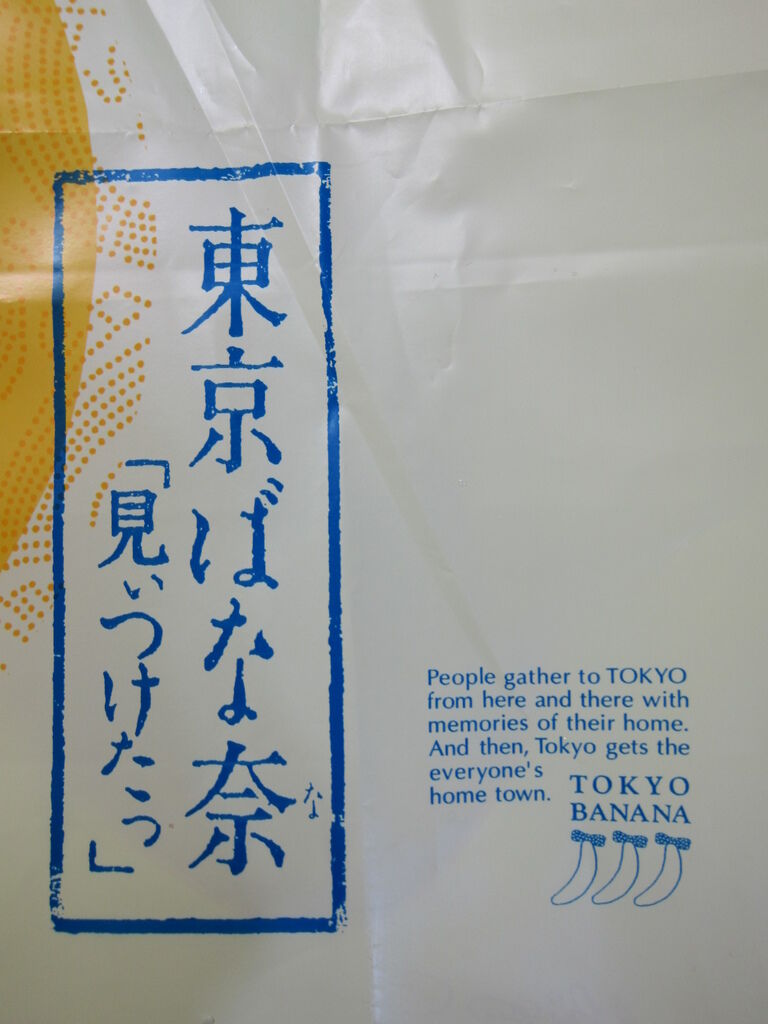 東京ばな奈
な
「見ぃつけたっ」
People gather to TOKYO
from here and there with
memories of their home.
And then, Tokyo gets the
everyone's
home town.
TOKYO
BANANA